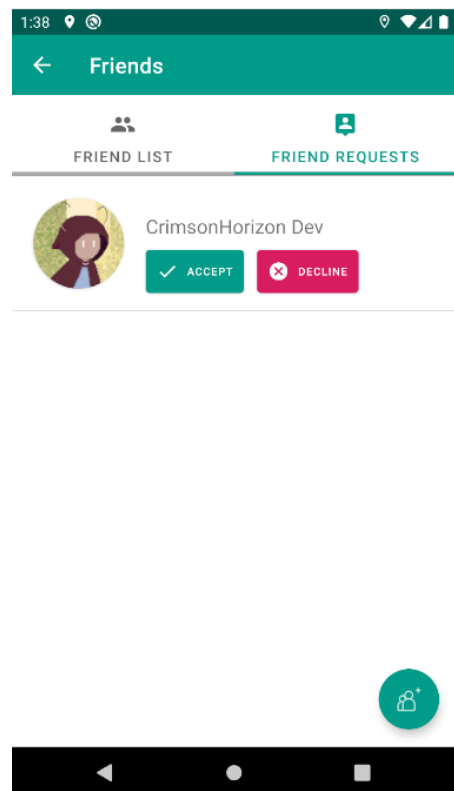 1:38
Friends
FRIEND LIST
FRIEND REQUESTS
CrimsonHorizon Dev
ACCEPT
DECLINE